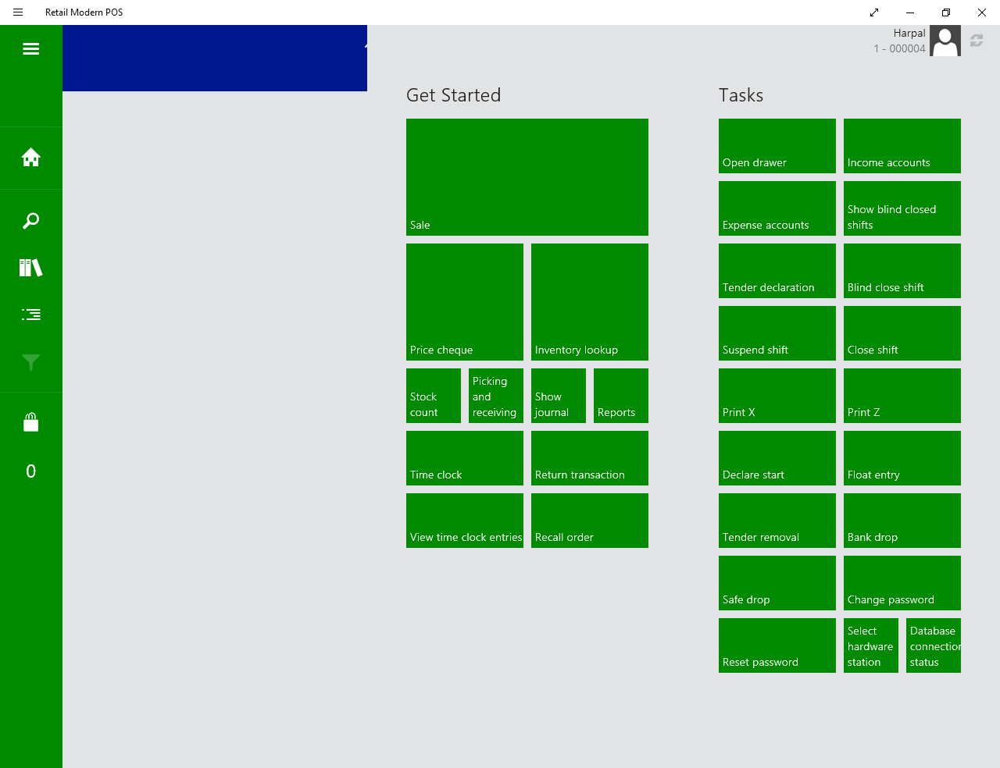 Retail Modern POS
Harpal
1 - 000004
Get Started
Sale
Price cheque
Inventory lookup
Stock
count
Picking
and
receiving
Show
journal
Reports
Time clock
Return transaction
View time clock entries
Recall order
Tasks
Open drawer
Income accounts
Expense accounts
Show blind closed
shifts
Tender declaration
Blind close shift
Suspend shift
Close shift
Print X
Print Z
Declare start
Float entry
Tender removal
Bank drop
Safe drop
Change password
Reset password
Select
hardware
station
Database
connection
status
0